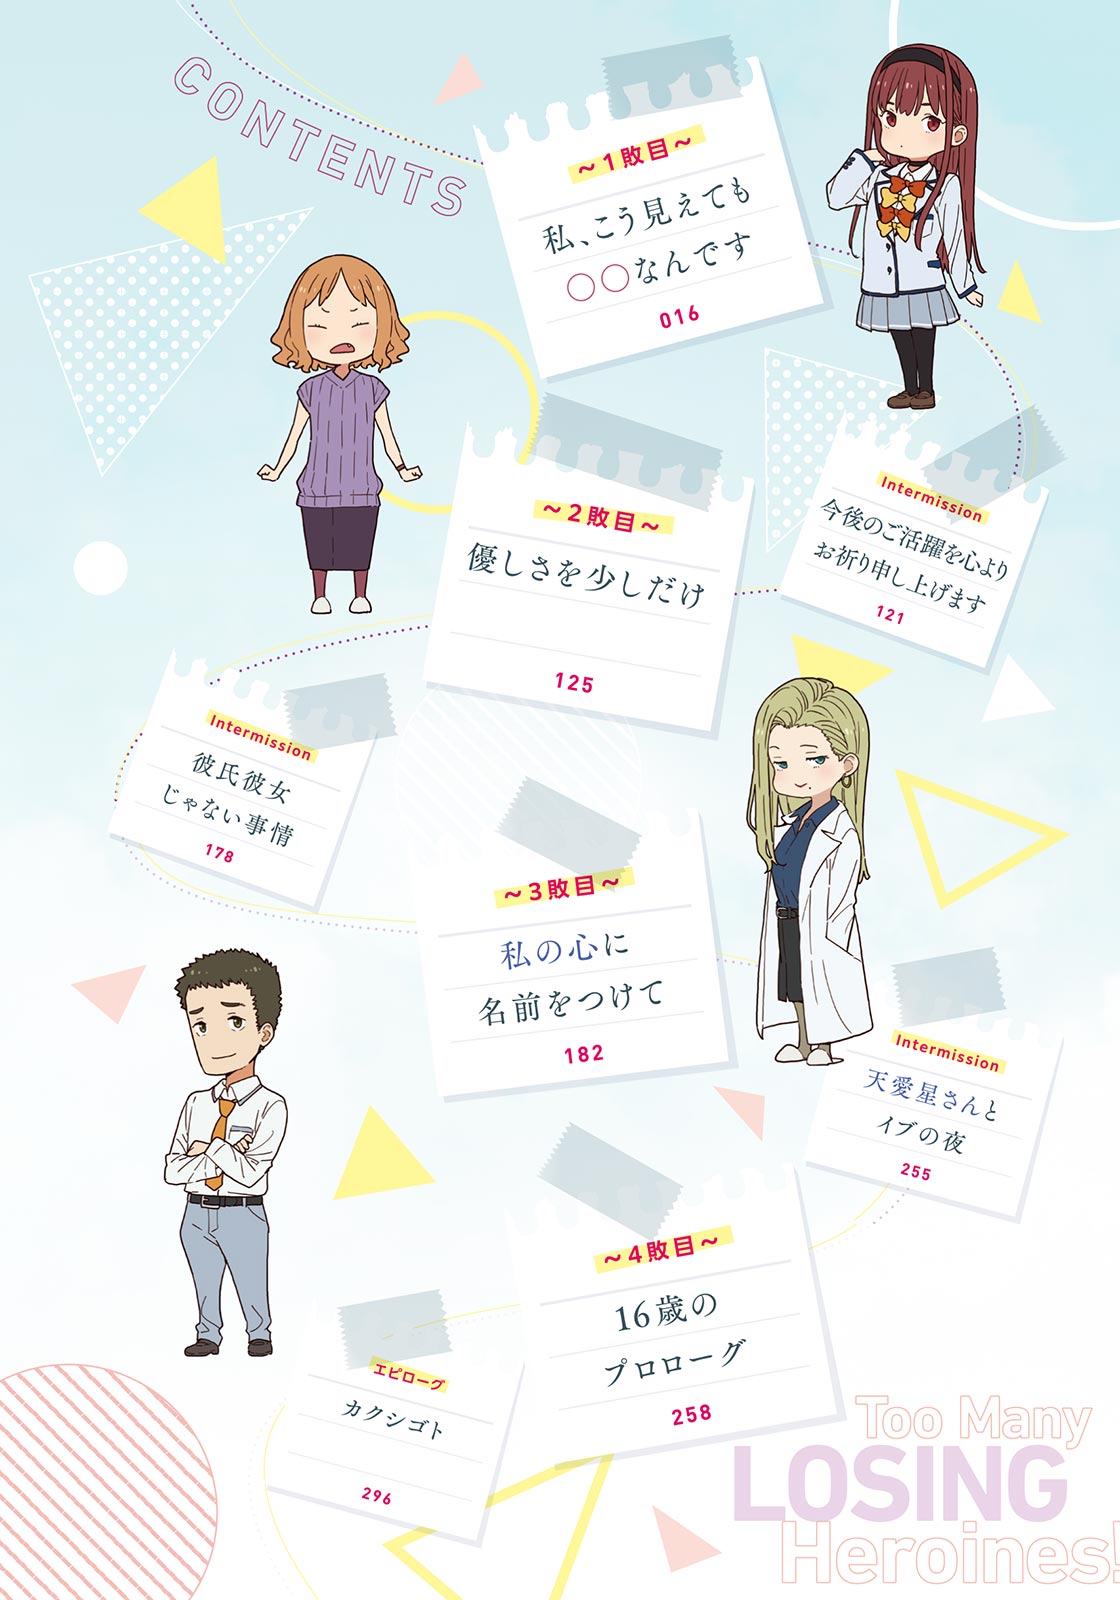 CONTENTS
～1敗目～
私、こう見えても
○○なんです
016
Intermission
今後のご活躍を心より
お祈り申し上げます
121
～2敗目～
優しさを少しだけ
125
Intermission
彼氏彼女
じゃない事情
178
～3敗目～
私の心に
名前をつけて
182
Intermission
天愛星さんと
イブの夜
255
～4敗目～
16歳の
プロローグ
258
エピローグ
カクシゴト
296
Too Many
LOSING
Heroines!